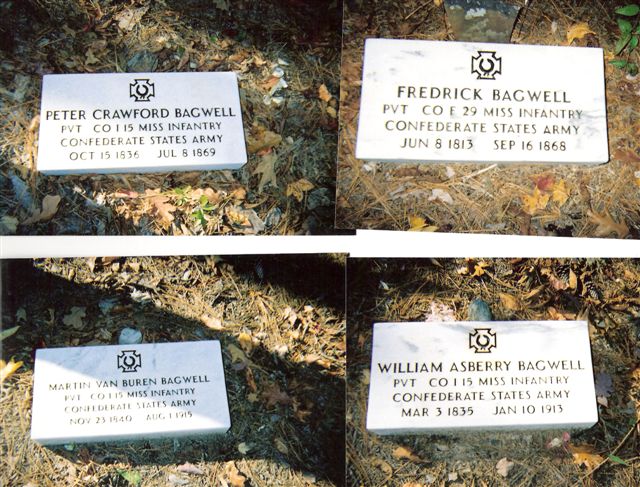 PETER CRAWFORD BAGWELL
PVT CO I 15 MISS INFANTRY
CONFEDERATE STATES ARMY
OCT 15 1836 JUL 8 1869
FREDRICK BAGWELL
PVT CO E 29 MISS INFANTRY
CONFEDERATE STATES ARMY
JUN 8 1813 SEP 16 1868
MARTIN VAN BUREN BAGWELL
PVT CO I 15 MISS INFANTRY
CONFEDERATE STATES ARMY
NOV 23 1840 AUG 1 1915
WILLIAM ASBERRY BAGWELL
PVT CO I 15 MISS INFANTRY
CONFEDERATE STATES ARMY
MAR 3 1835 JAN 10 1913